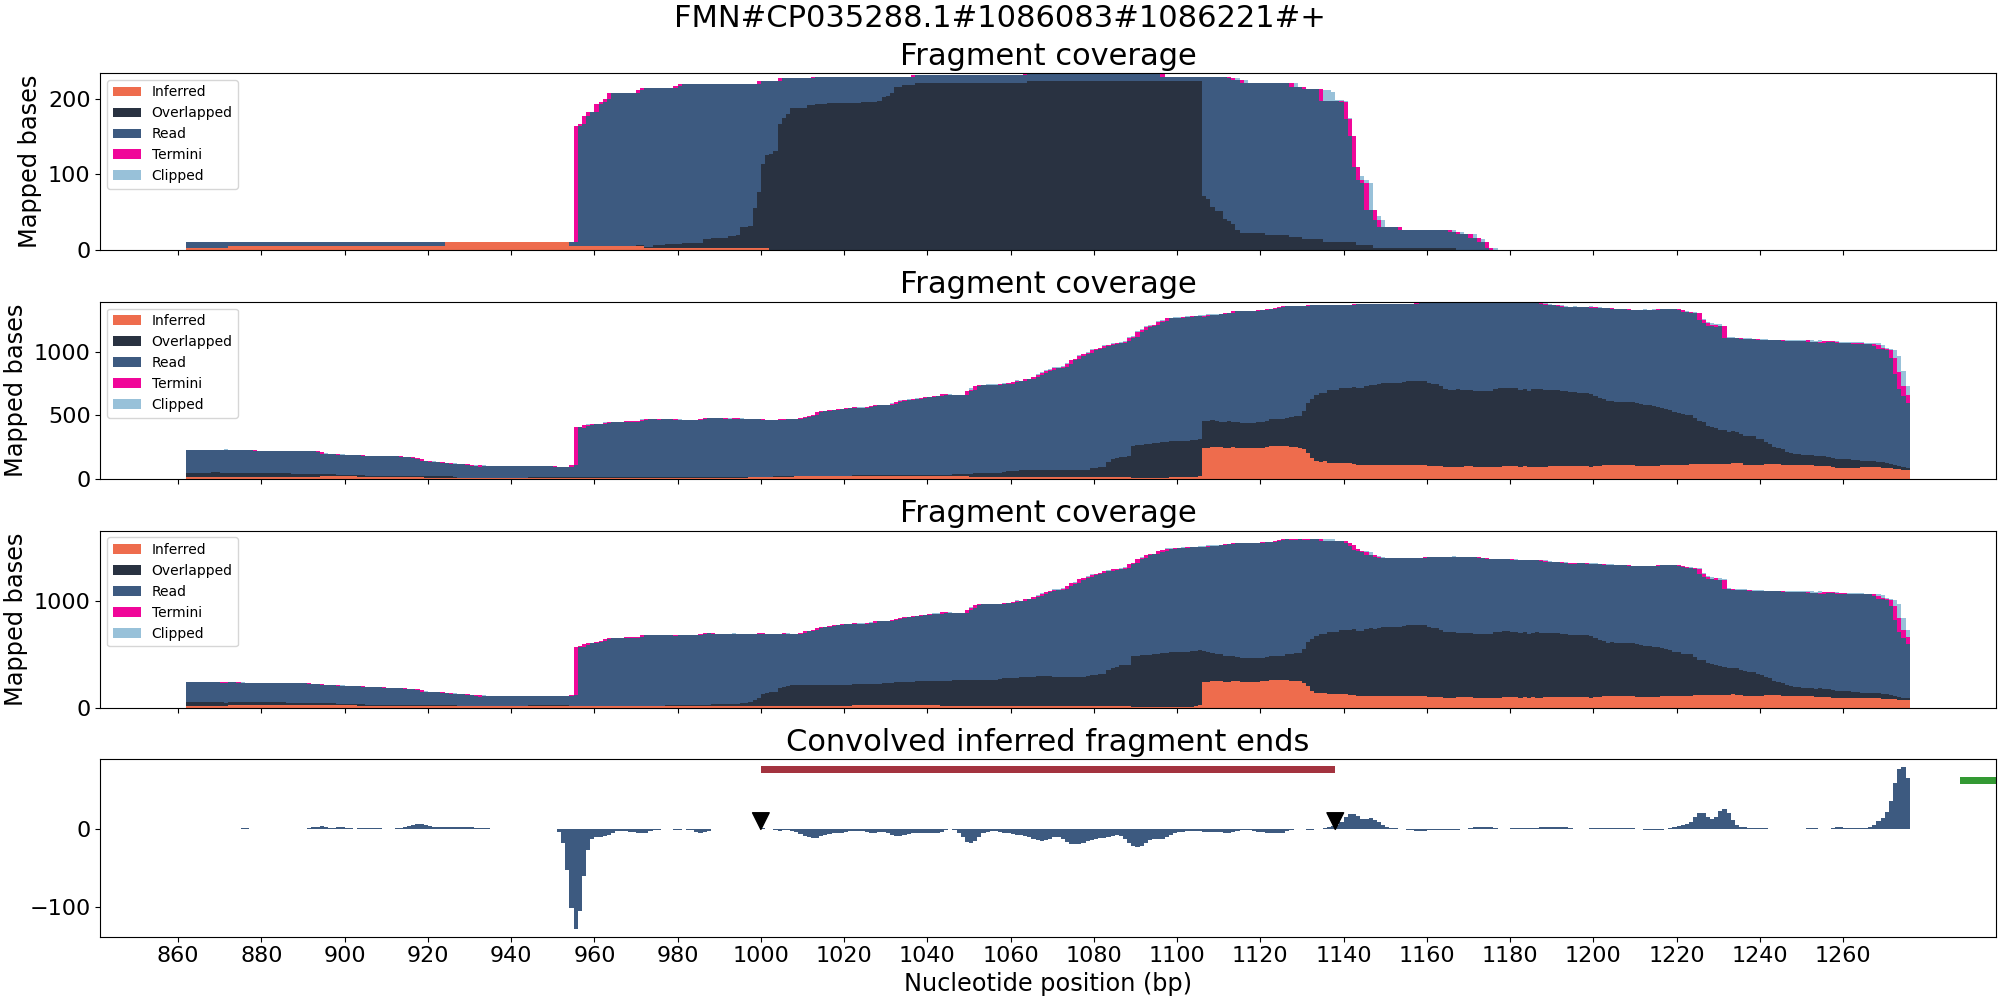 FMN#CP035288.1#1086083#1086221#+
Fragment coverage
Mapped bases
200
100
0
Inferred
Overlapped
Read
Termini
Clipped
Fragment coverage
Mapped bases
1000
500
0
Inferred
Overlapped
Read
Termini
Clipped
Fragment coverage
Mapped bases
1000
0
Inferred
Overlapped
Read
Termini
Clipped
Convolved inferred fragment ends
0
−100
860 880 900 920 940 960 980 1000 1020 1040 1060 1080 1100 1120 1140 1160 1180 1200 1220 1240 1260
Nucleotide position (bp)